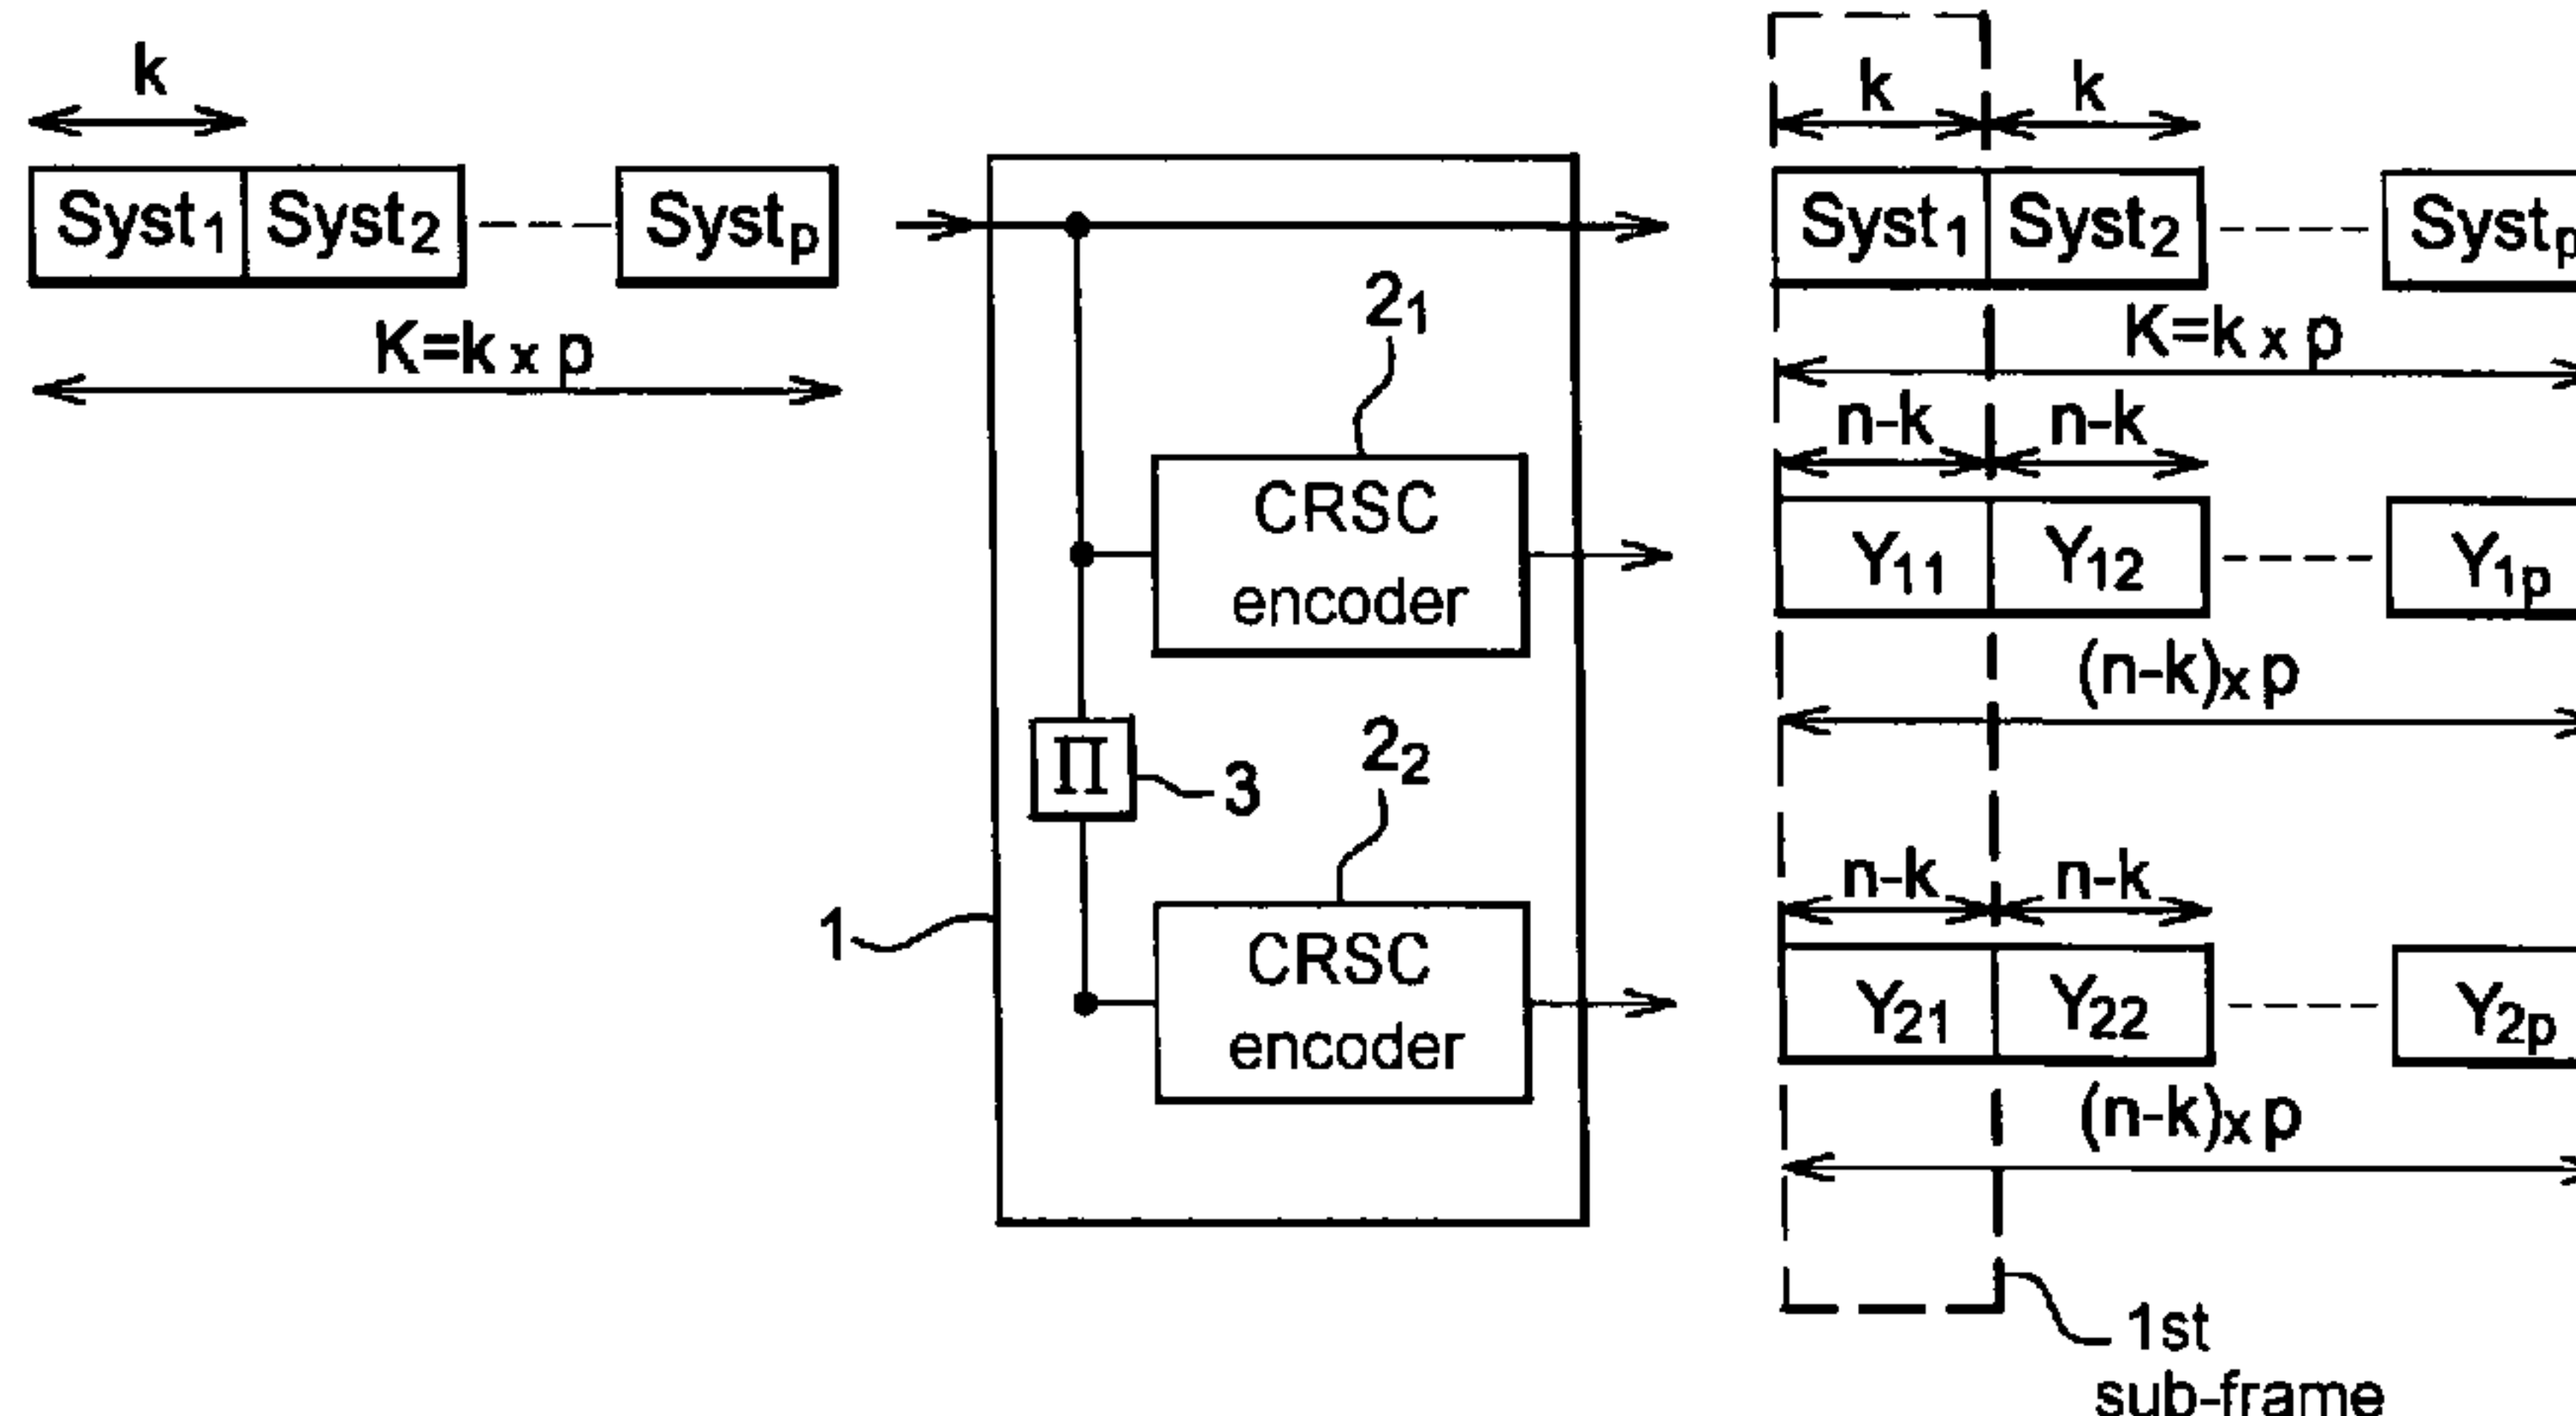 k
Syst1 Syst2 Systp
K=k x p
1
21
CRSC
encoder
Π
3
22
CRSC
encoder
k k
Syst1 Syst2 Systp
K=k x p
n-k n-k
Y11 Y12 Y1p
(n-k)x p
n-k n-k
Y21 Y22 Y2p
(n-k)x p
1st
sub-frame